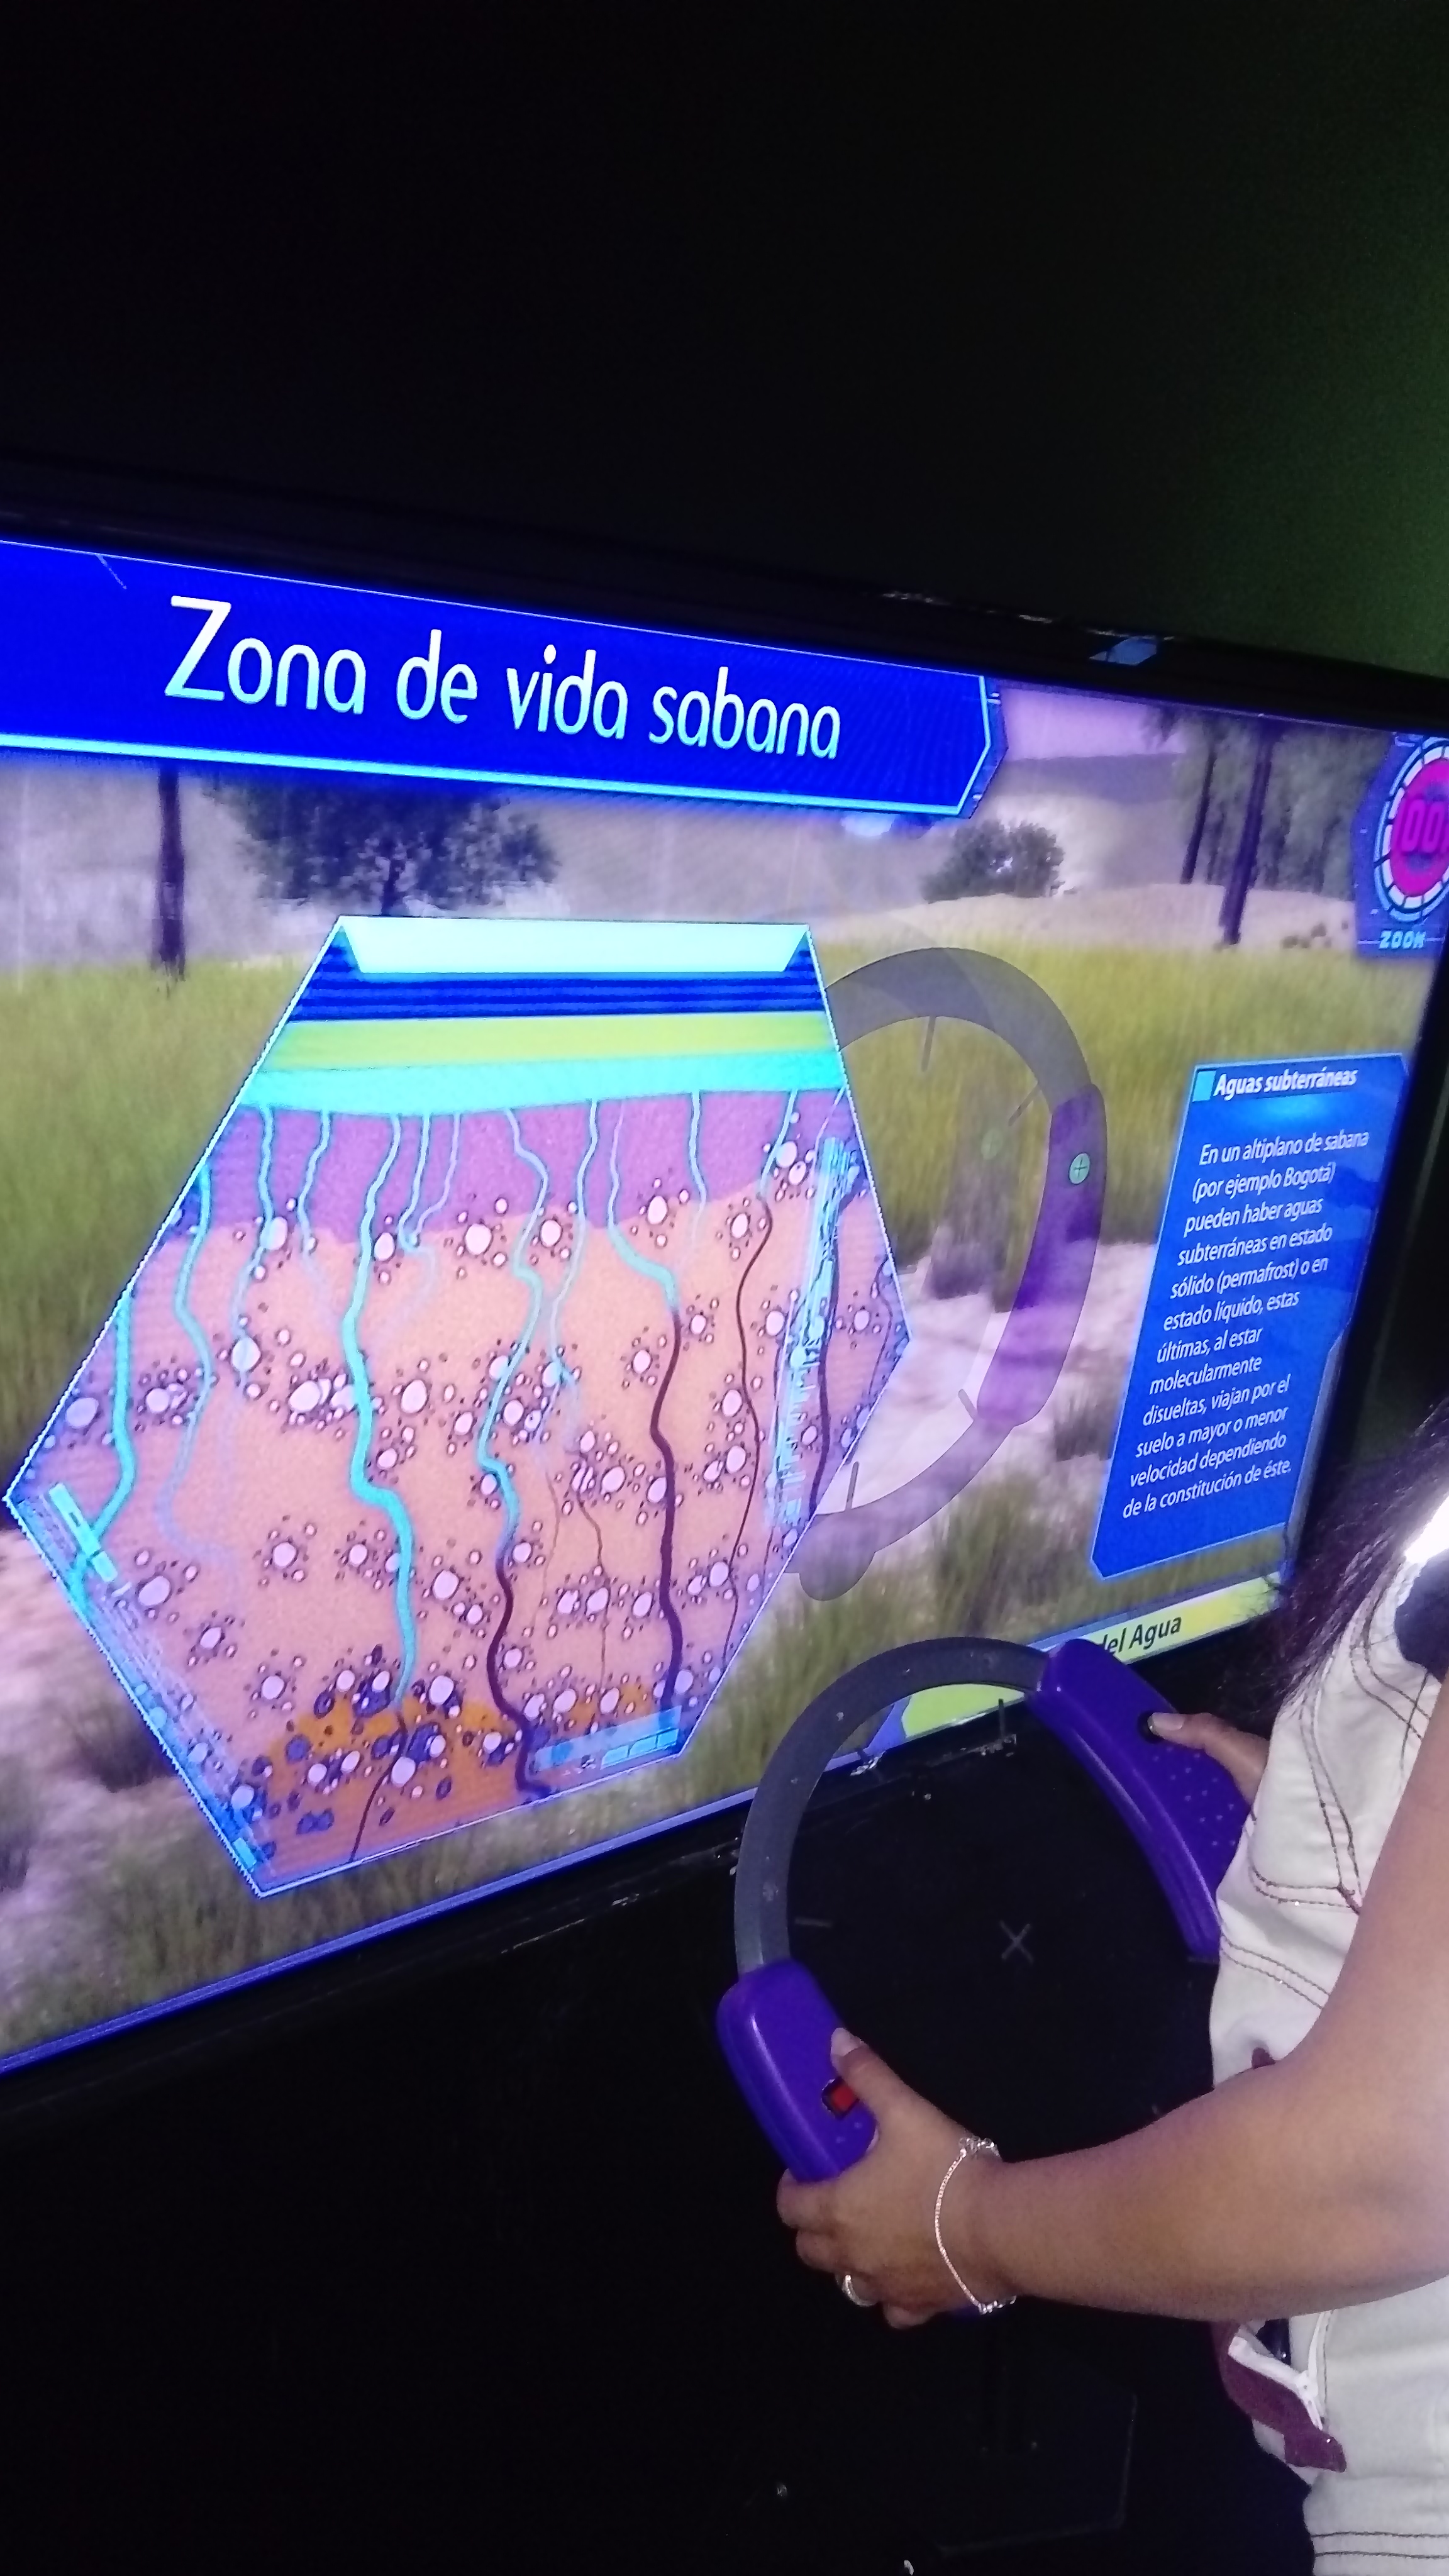 Zona de vida sabana
ZOOM
Aguas subterráneas
En un altiplano de sabana
(por ejemplo Bogotá)
pueden haber aguas
subterráneas en estado
sólido (permafrost) o en
estado líquido, estas
últimas, al estar
molecularmente
disueltas, viajan por el
suelo a mayor o menor
velocidad dependiendo
de la constitución de éste.
del Agua